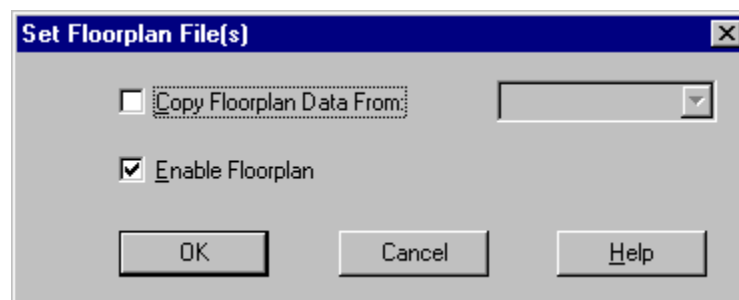 Set Floorplan File(s)
Copy Floorplan Data From:
Enable Floorplan
OK Cancel Help